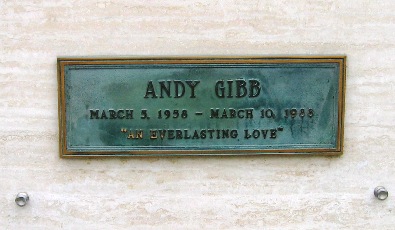 ANDY GIBB
MARCH 5, 1958 - MARCH 10, 1988
"AN EVERLASTING LOVE"